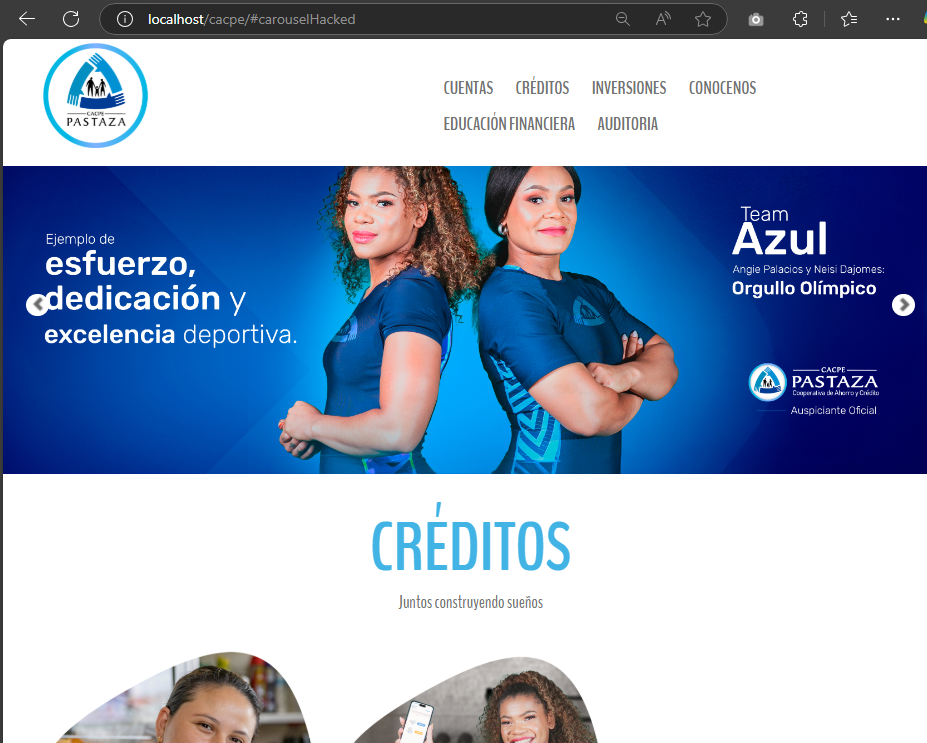 localhost/cacpe/#carouselHacked
CACPE
PASTAZA
CUENTAS CRÉDITOS INVERSIONES CONOCENOS
EDUCACIÓN FINANCIERA AUDITORIA
Ejemplo de
esfuerzo,
dedicación y
excelencia deportiva.
Team
Azul
Angie Palacios y Neisi Dajomes:
Orgullo Olímpico
CACPE
PASTAZA
Cooperativa de Ahorro y Crédito
Auspiciante Oficial
CRÉDITOS
Juntos construyendo sueños